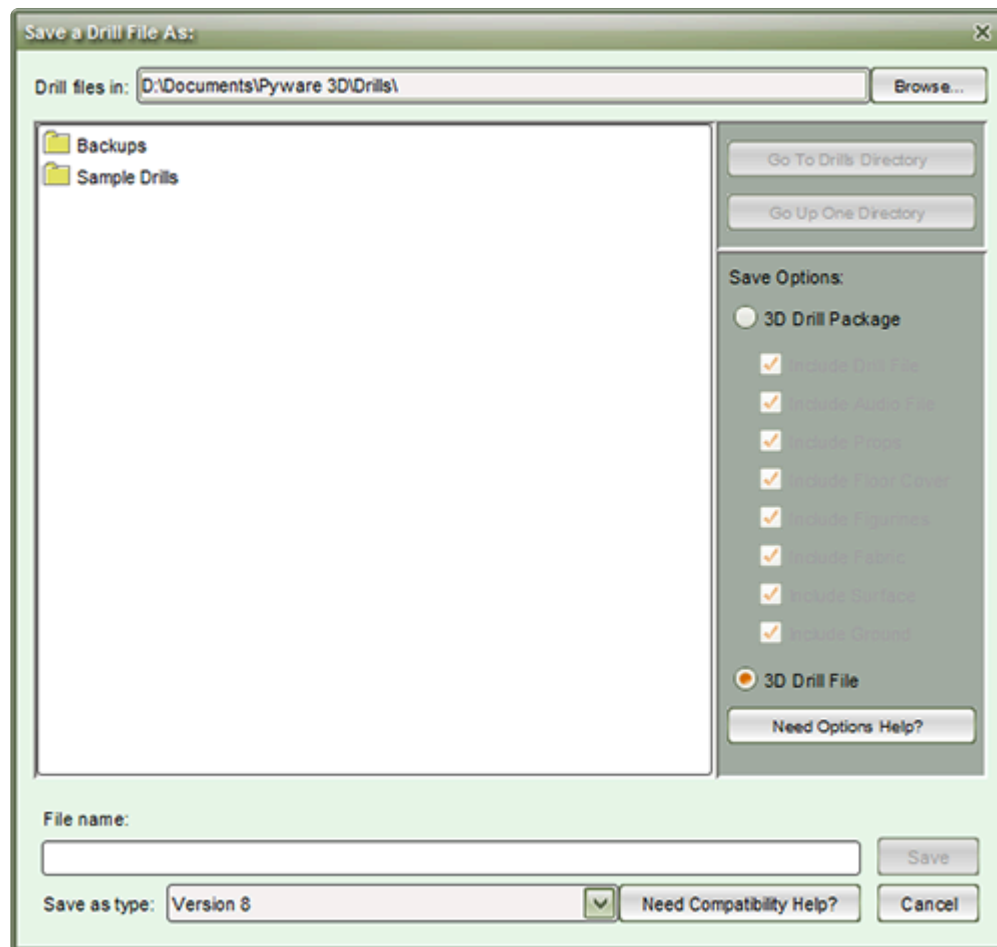 Save a Drill File As:
Drill files in: D:\Documents\Pyware 3D\Drills\ Browse...
Backups
Sample Drills
Go To Drills Directory
Go Up One Directory
Save Options:
3D Drill Package
Include Drill File
Include Audio File
Include Props
Include Floor Cover
Include Figurines
Include Fabric
Include Surface
Include Ground
3D Drill File
Need Options Help?
File name:
Save
Save as type: Version 8 Need Compatibility Help? Cancel